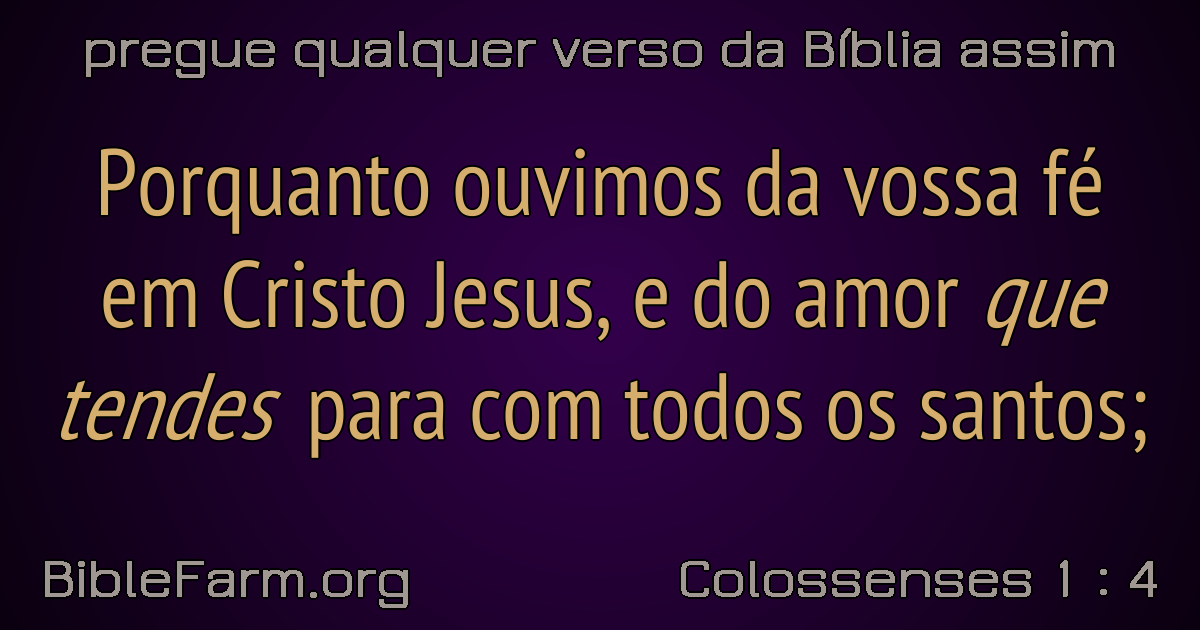 pregue qualquer verso da Bíblia assim
Porquanto ouvimos da vossa fé
em Cristo Jesus, e do amor que
tendes para com todos os santos;
BibleFarm.org
Colossenses 1 : 4